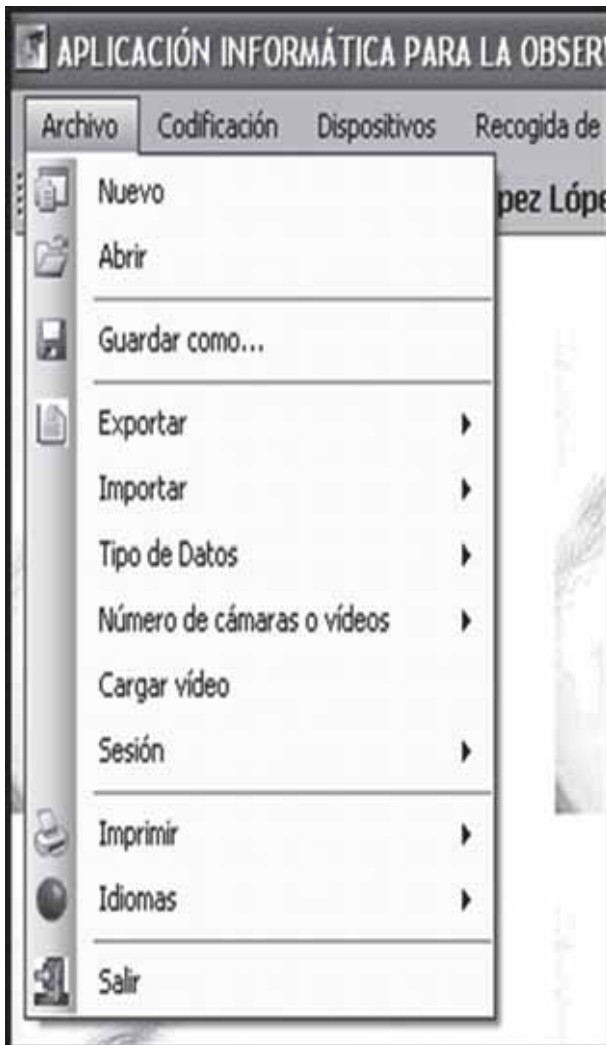 APLICACIÓN INFORMÁTICA PARA LA OBSER
Archivo Codificación Dispositivos Recogida de
Nuevo
pez Lópe
Abrir
Guardar como...
Exportar
Importar
Tipo de Datos
Número de cámaras o vídeos
Cargar vídeo
Sesión
Imprimir
Idiomas
Salir